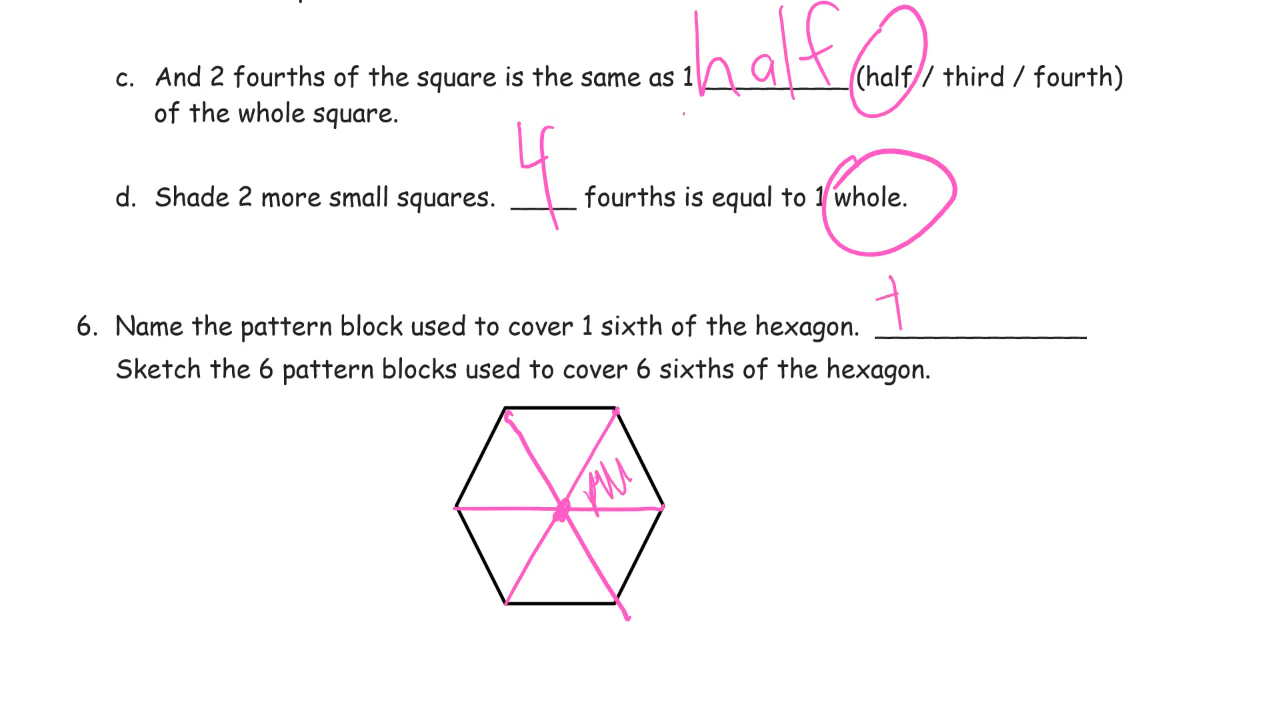 c. And 2 fourths of the square is the same as 1 half (half / third / fourth)
of the whole square.
d. Shade 2 more small squares. 4 fourths is equal to 1 whole.
6. Name the pattern block used to cover 1 sixth of the hexagon. t
Sketch the 6 pattern blocks used to cover 6 sixths of the hexagon.